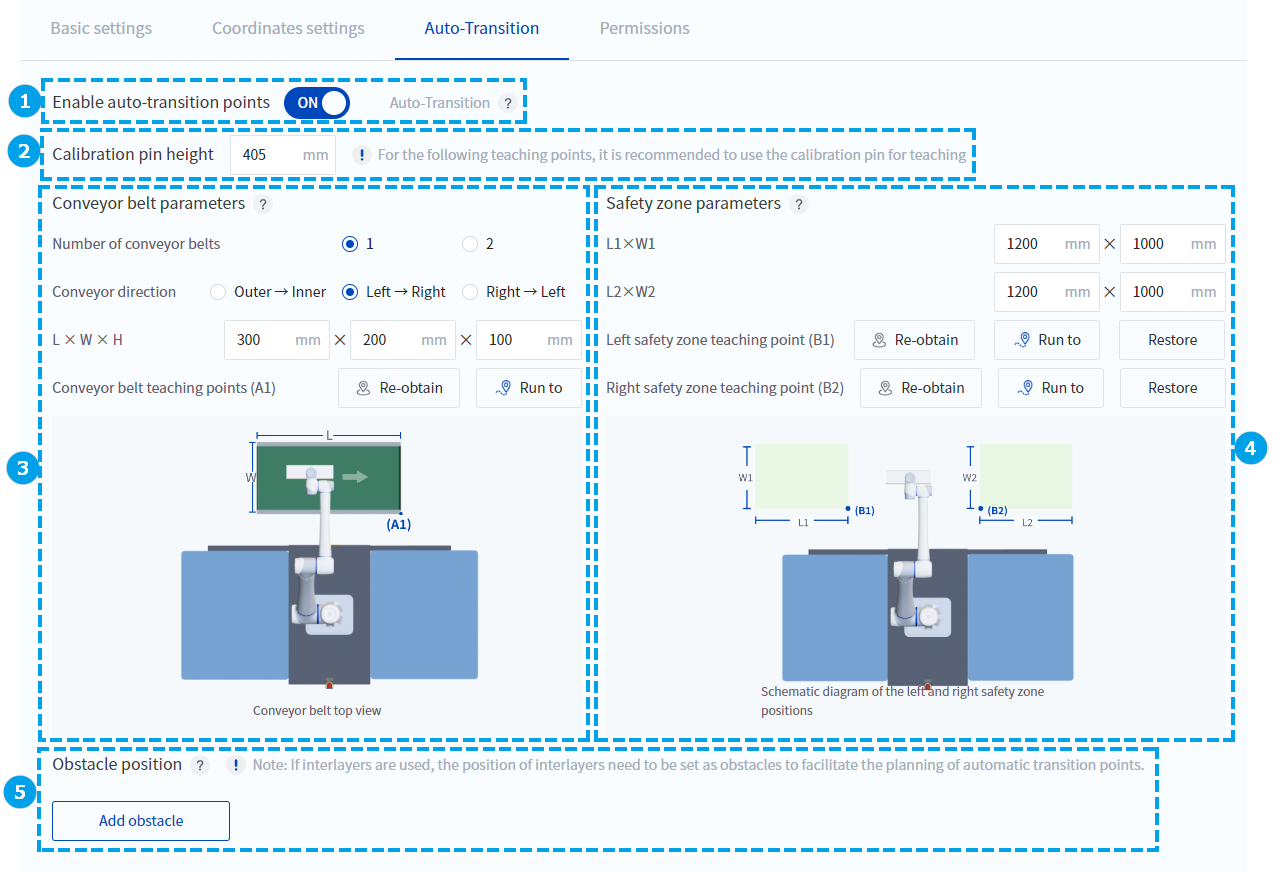 Basic settings Coordinates settings Auto-Transition Permissions
1 Enable auto-transition points ON Auto-Transition ?
2 Calibration pin height 405 mm ! For the following teaching points, it is recommended to use the calibration pin for teaching
Conveyor belt parameters ?
Number of conveyor belts 1 2
Conveyor direction Outer→Inner Left→Right Right→Left
L × W × H 300 mm × 200 mm × 100 mm
Conveyor belt teaching points (A1) Re-obtain Run to
L
3 W
(A1)
Conveyor belt top view
Safety zone parameters ?
L1×W1 1200 mm × 1000 mm
L2×W2 1200 mm × 1000 mm
Left safety zone teaching point (B1) Re-obtain Run to Restore
Right safety zone teaching point (B2) Re-obtain Run to Restore
W1 W2 4
(B1) (B2)
L1 L2
Schematic diagram of the left and right safety zone
positions
Obstacle position ? ! Note: If interlayers are used, the position of interlayers need to be set as obstacles to facilitate the planning of automatic transition points.
5
Add obstacle